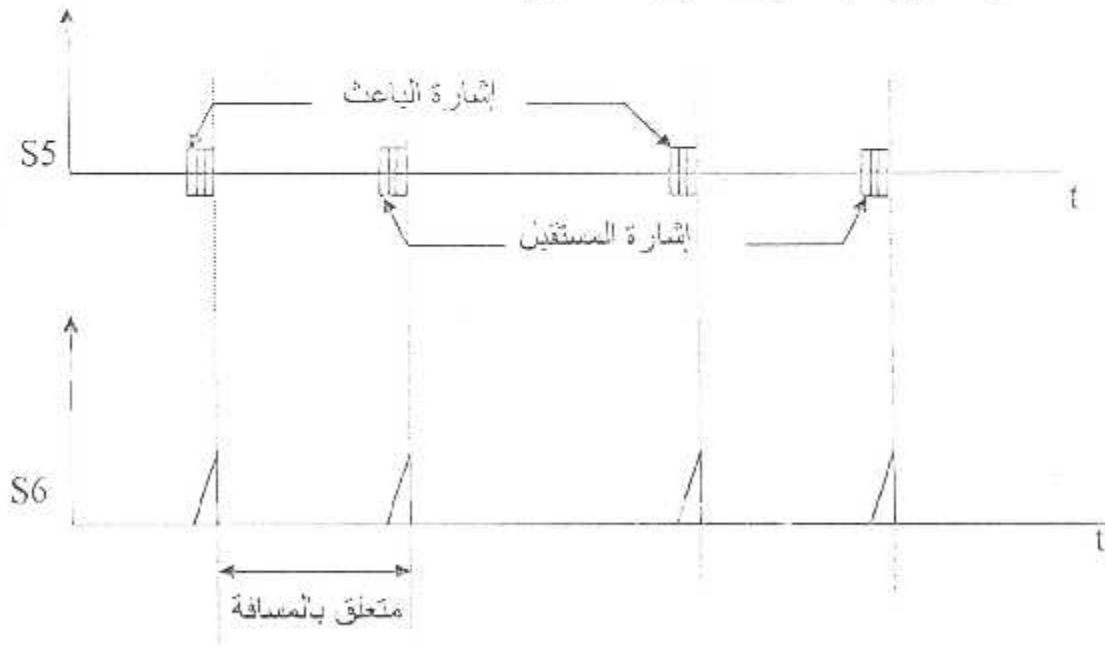 إشارة الباعث
S5
t
إشارة المستقبل
S6
t
متعلق بالمسافة